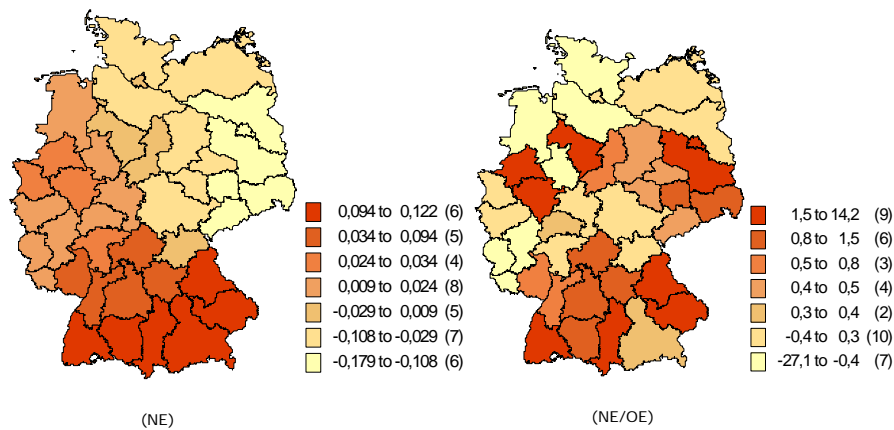 0,094 to 0,122 (6)
0,034 to 0,094 (5)
0,024 to 0,034 (4)
0,009 to 0,024 (8)
-0,029 to 0,009 (5)
-0,108 to -0,029 (7)
-0,179 to -0,108 (6)
(NE)
1,5 to 14,2 (9)
0,8 to 1,5 (6)
0,5 to 0,8 (3)
0,4 to 0,5 (4)
0,3 to 0,4 (2)
-0,4 to 0,3 (10)
-27,1 to -0,4 (7)
(NE/OE)